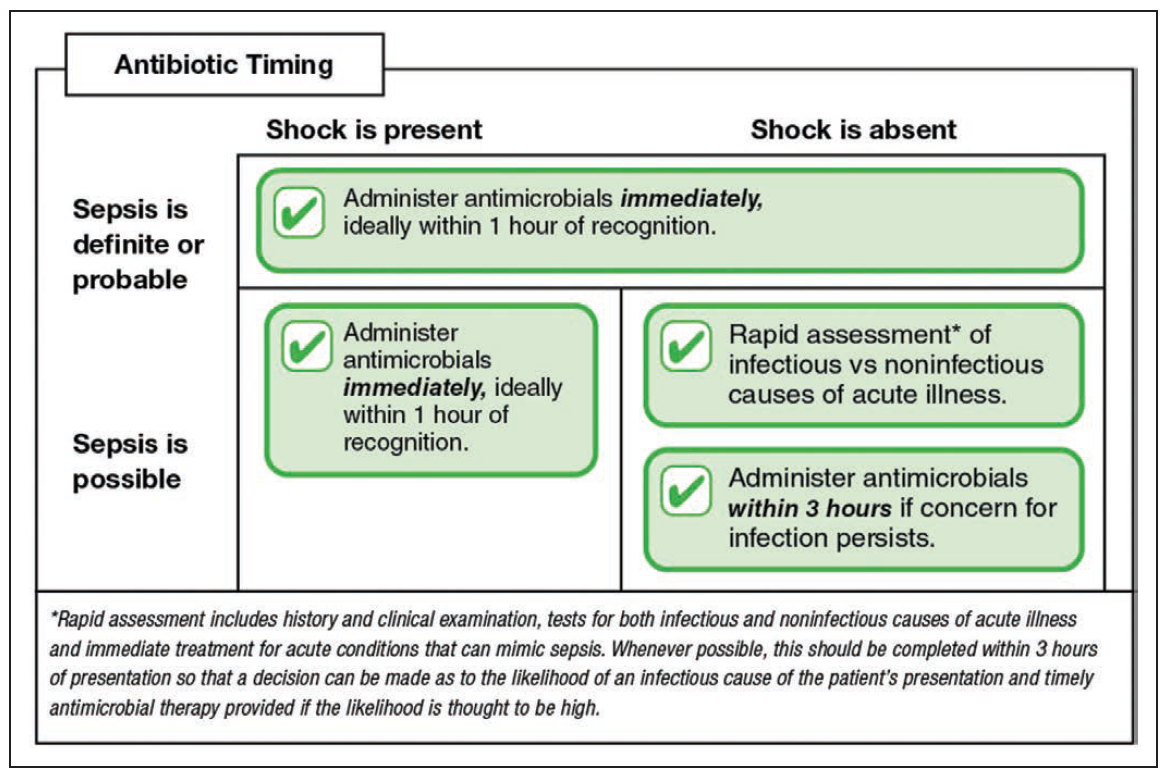 Antibiotic Timing
Shock is present
Shock is absent
Sepsis is
definite or
probable
Administer antimicrobials immediately,
ideally within 1 hour of recognition.
Sepsis is
possible
Administer
antimicrobials
immediately, ideally
within 1 hour of
recognition.
Rapid assessment* of
infectious vs noninfectious
causes of acute illness.
Administer antimicrobials
within 3 hours if concern for
infection persists.
*Rapid assessment includes history and clinical examination, tests for both infectious and noninfectious causes of acute illness
and immediate treatment for acute conditions that can mimic sepsis. Whenever possible, this should be completed within 3 hours
of presentation so that a decision can be made as to the likelihood of an infectious cause of the patient's presentation and timely
antimicrobial therapy provided if the likelihood is thought to be high.